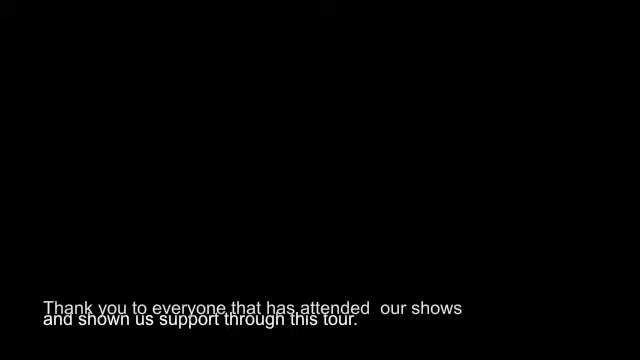 Thank you to everyone that has attended  our shows
and shown us support through this tour.